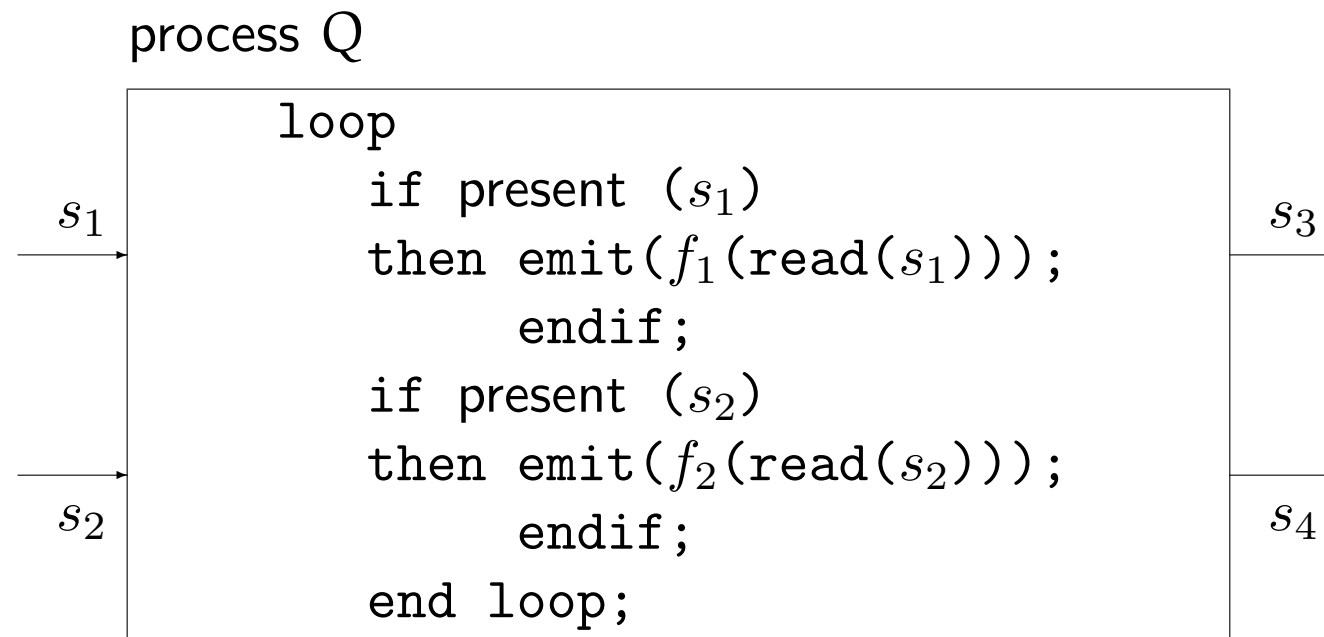 process Q
loop
if present (s₁)
s₁
s₃
then emit(f₁(read(s₁)));
endif;
if present (s₂)
then emit(f₂(read(s₂)));
s₂
s₄
endif;
end loop;